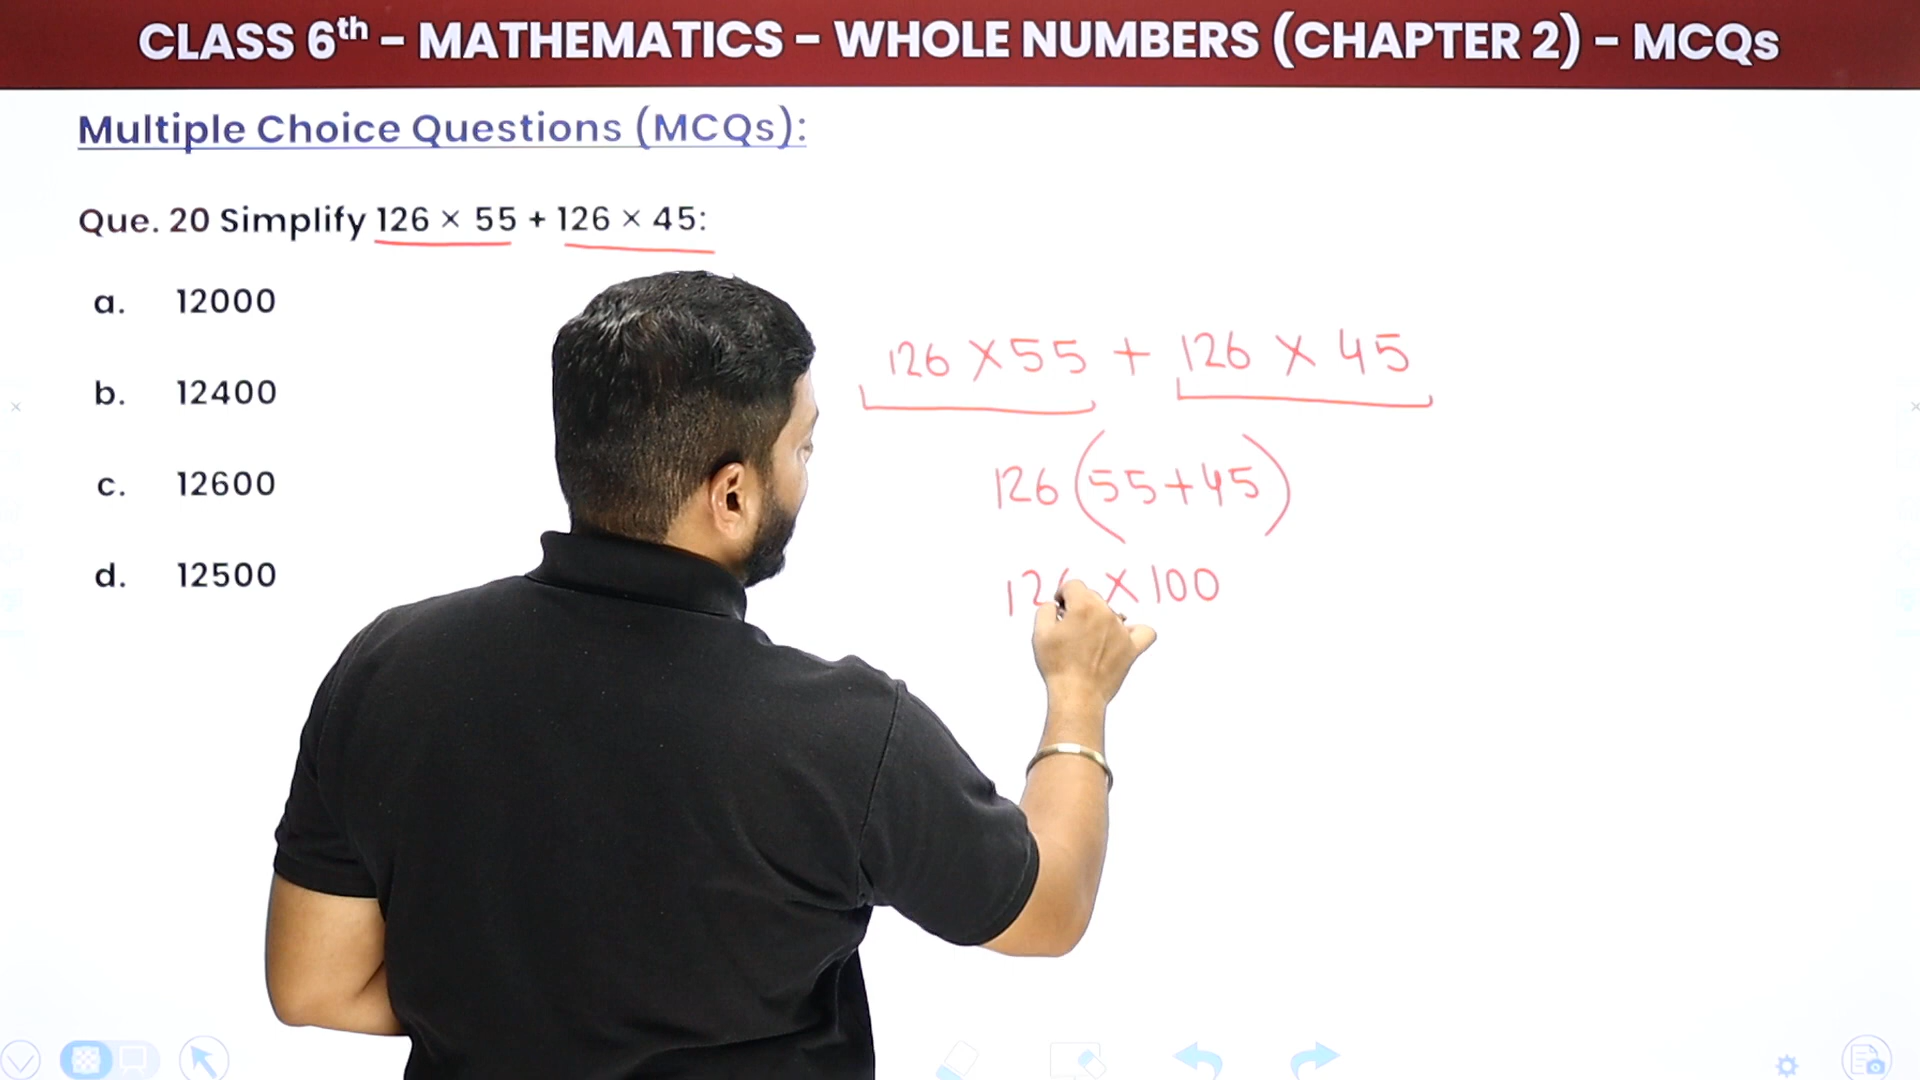 CLASS 6th - MATHEMATICS - WHOLE NUMBERS (CHAPTER 2) - MCQs
Multiple Choice Questions (MCQs):
Que. 20 Simplify 126 × 55 + 126 × 45:
a. 12000
b. 12400
c. 12600
d. 12500
126 × 55 + 126 × 45
126 (55+45)
126 × 100